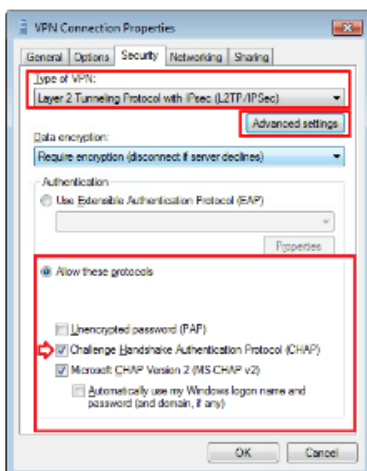 VPN Connection Properties
General Options Security Networking Sharing
Type of VPN:
Layer 2 Tunneling Protocol with IPsec (L2TP/IPSec)
Advanced settings
Data encryption:
Require encryption (disconnect if server declines)
Authentication
Use Extensible Authentication Protocol (EAP)
Properties
Allow these protocols
Unencrypted password (PAP)
Challenge Handshake Authentication Protocol (CHAP)
Microsoft CHAP Version 2 (MS-CHAP v2)
Automatically use my Windows logon name and
password (and domain, if any)
OK Cancel